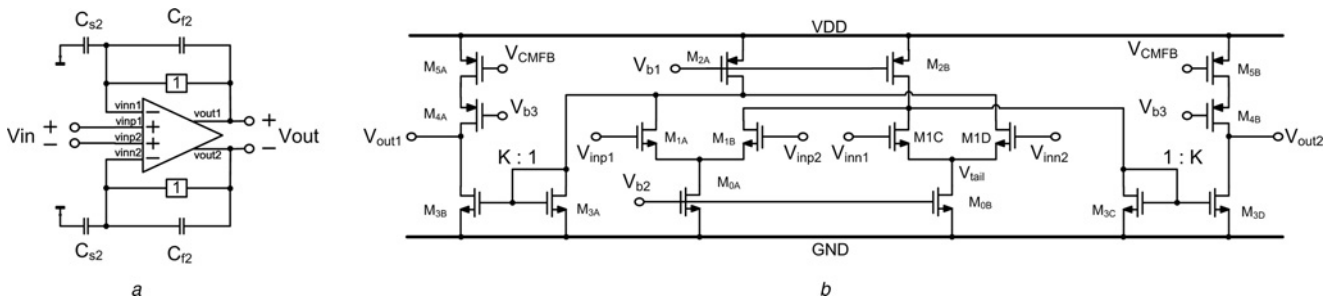 Cs2
Cf2
1
vinn1
vinp1
vinp2
vinn2
vout1
vout2
Vin
+
−
−
+
+
−
+
−
Vout
1
Cs2
Cf2
a
VDD
M5A
VCMFB
M4A
Vb3
Vout1
K : 1
M3B
M3A
Vb1
M2A
M2B
Vinp1
M1A
M1B
Vinp2
Vinn1
M1C
M1D
Vinn2
Vtail
Vb2
M0A
M0B
VCMFB
M5B
Vb3
M4B
Vout2
1 : K
M3C
M3D
GND
b